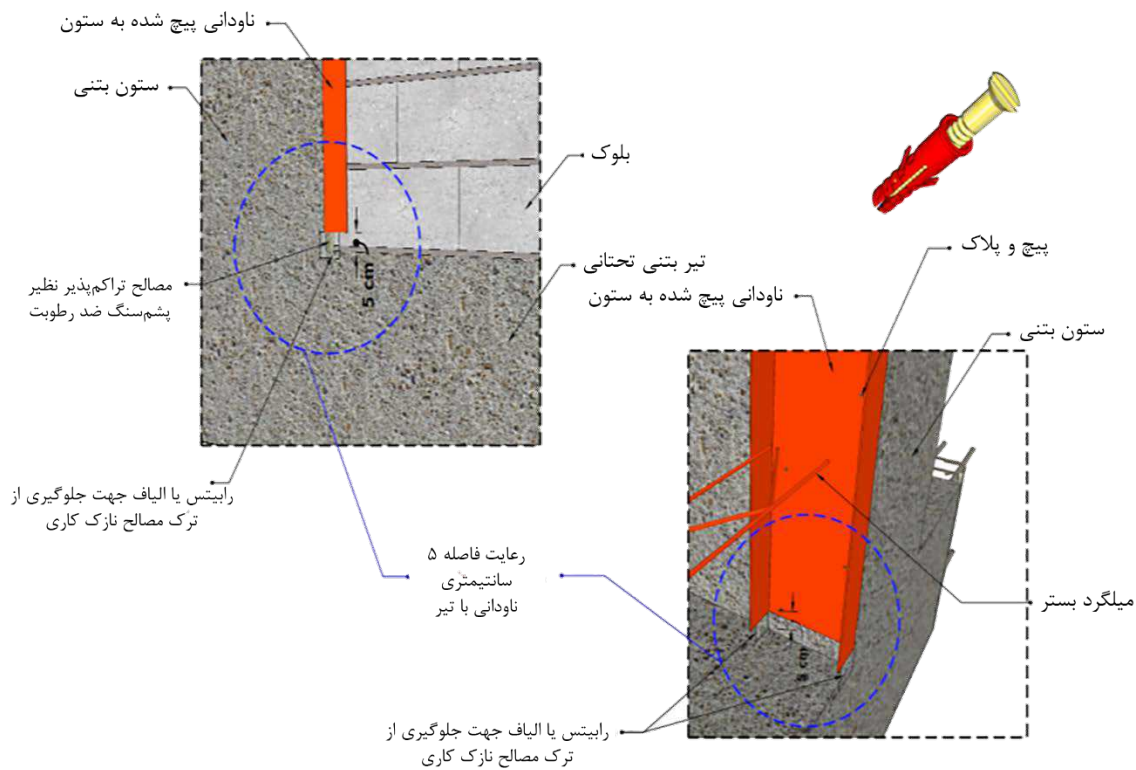 ناودانی پیچ شده به ستون
ستون بتنی
بلوک
تیر بتنی تحتانی
مصالح تراکم‌پذیر نظیر
پشم‌سنگ ضد رطوبت
5 cm
رابیتس یا الیاف جهت جلوگیری از
ترک مصالح نازک کاری
رعایت فاصله ۵
سانتیمتری
ناودانی با تیر
پیچ و پلاک
ناودانی پیچ شده به ستون
ستون بتنی
میلگرد بستر
5 cm
رابیتس یا الیاف جهت جلوگیری از
ترک مصالح نازک کاری